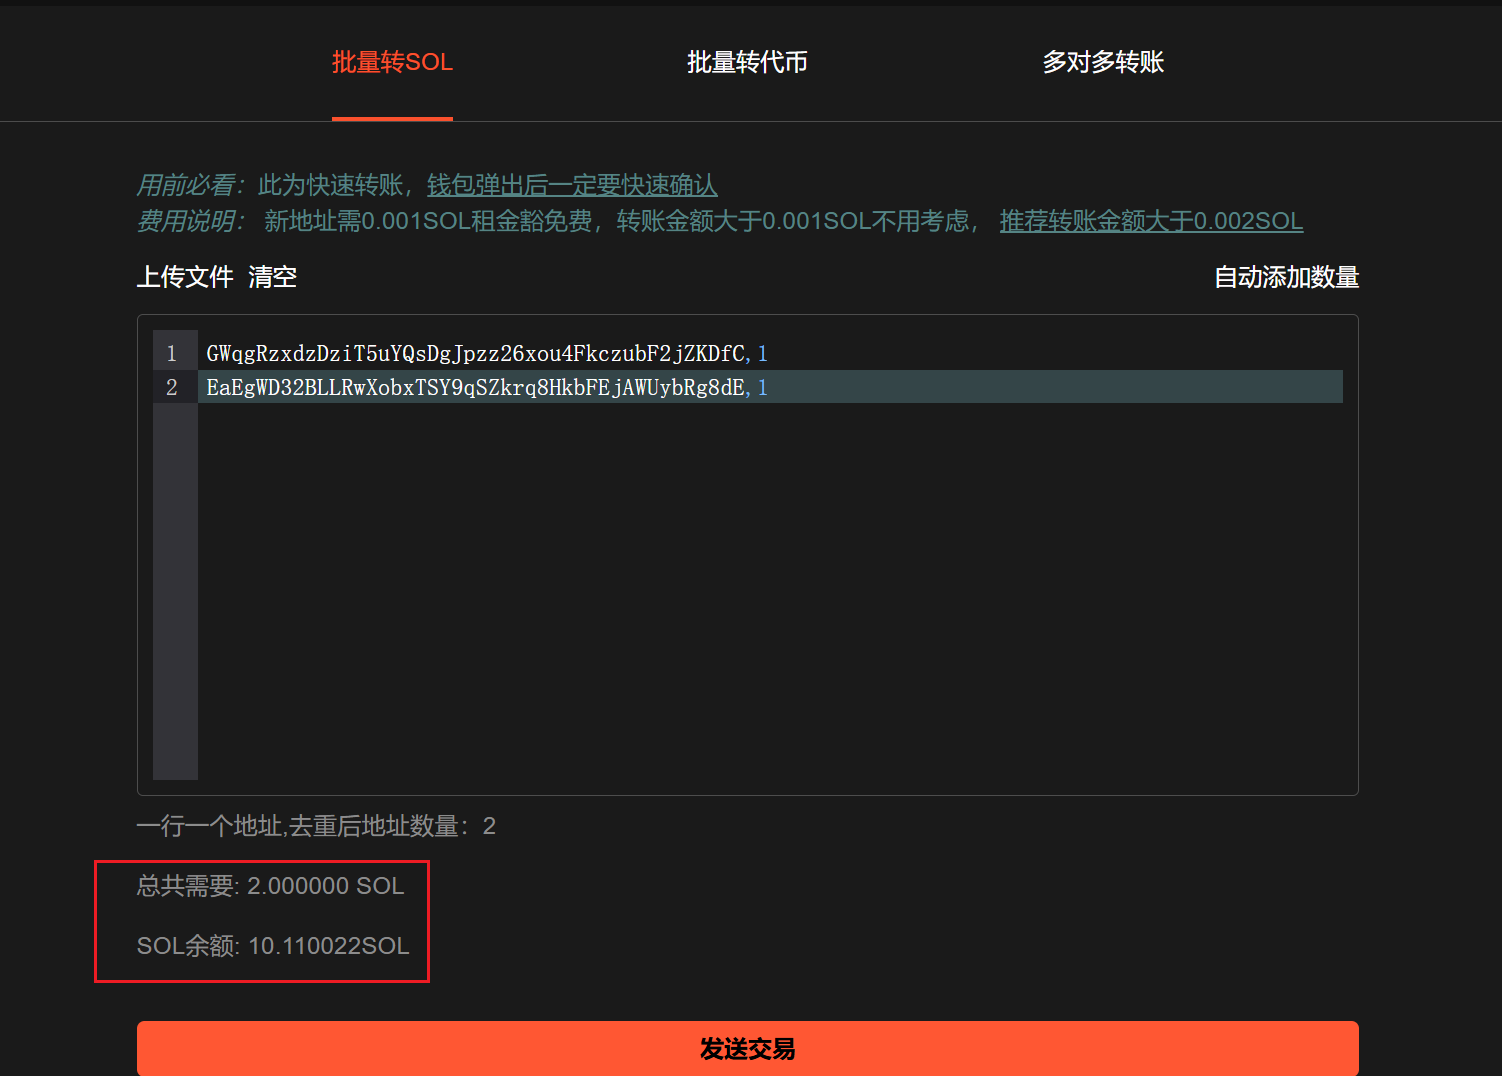 批量转SOL 批量转代币 多对多转账
用前必看：此为快速转账，钱包弹出后一定要快速确认
费用说明： 新地址需0.001SOL租金豁免费，转账金额大于0.001SOL不用考虑， 推荐转账金额大于0.002SOL
上传文件 清空 自动添加数量
1 GWqgRzxdzDziT5uYQsDgJpzz26xou4FkczubF2jZKDfC,1
2 EaEgWD32BLLRwXobxTSY9qSZkrq8HkbFEjAWUybRg8dE,1
一行一个地址,去重后地址数量：2
总共需要: 2.000000 SOL
SOL余额: 10.110022SOL
发送交易